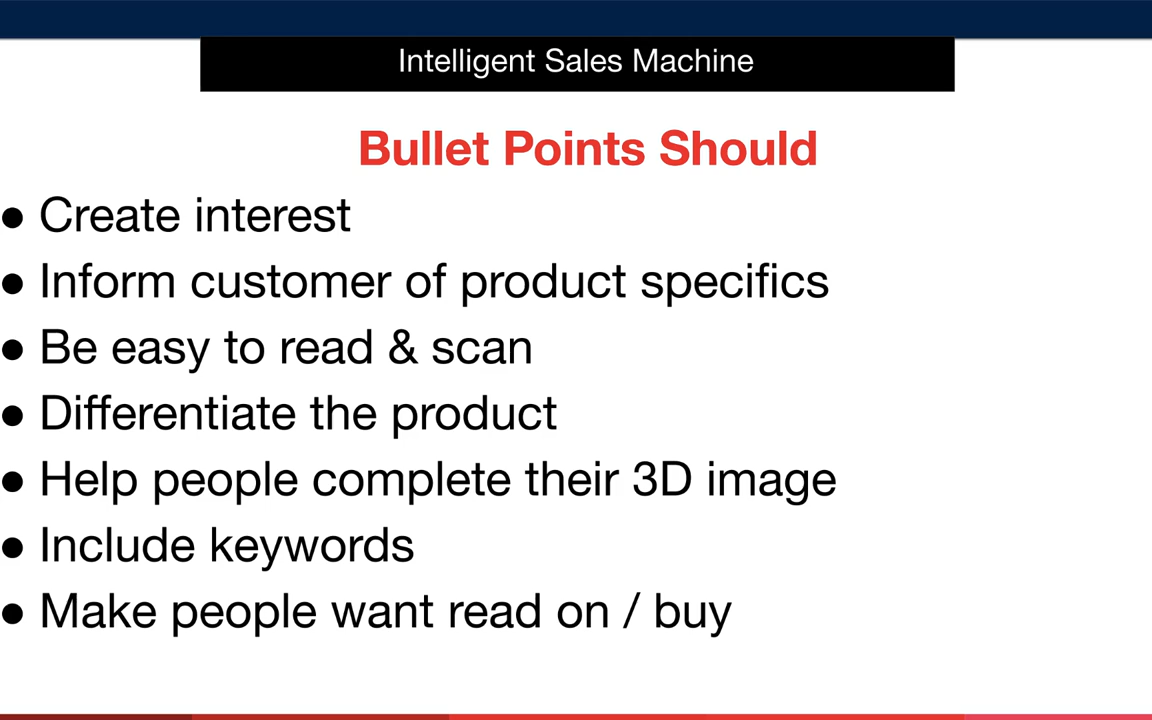 Intelligent Sales Machine
Bullet Points Should
● Create interest
● Inform customer of product specifics
● Be easy to read & scan
● Differentiate the product
● Help people complete their 3D image
● Include keywords
● Make people want read on / buy